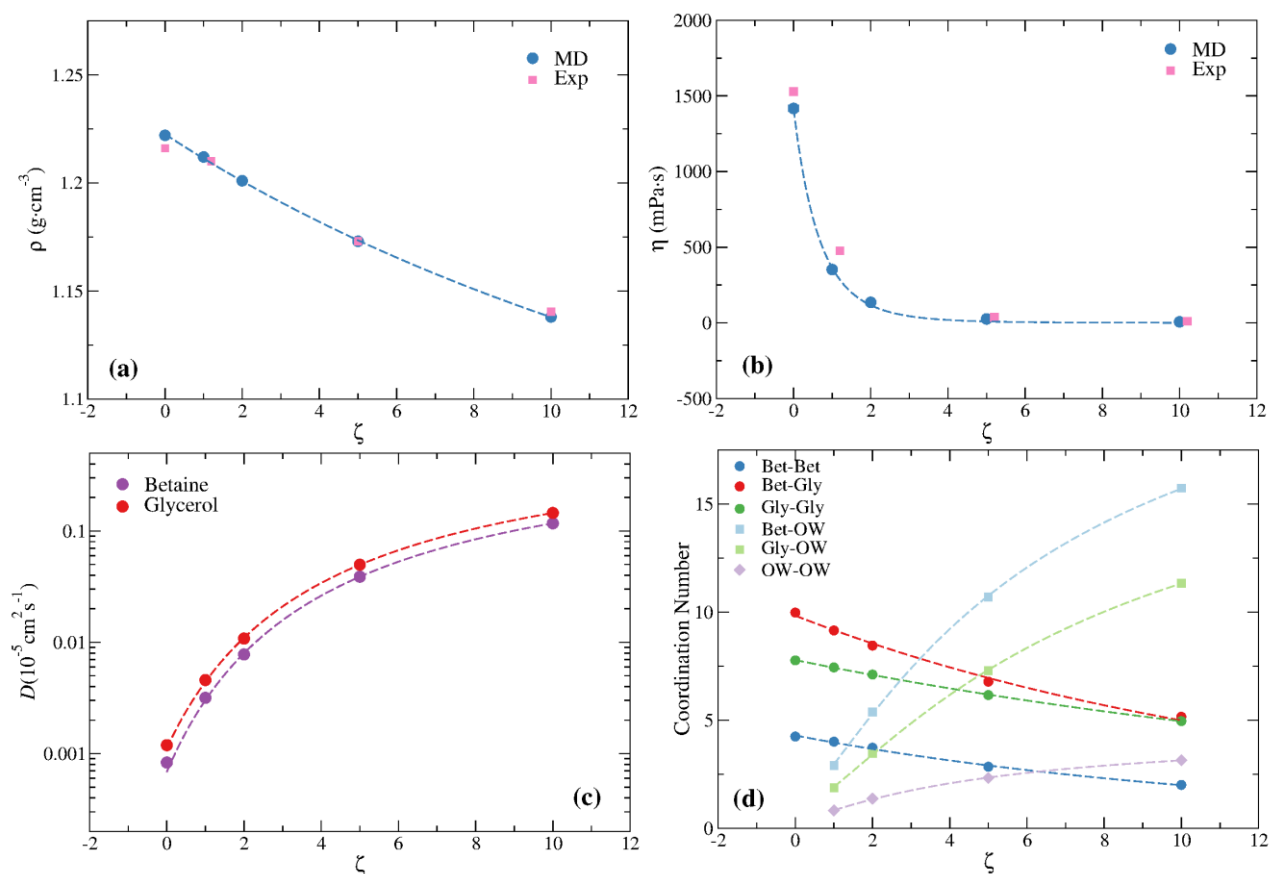 MD
Exp
1.25
1.2
1.15
1.1
ρ (g·cm⁻³)
(a)
-2 0 2 4 6 8 10 12
ζ
MD
Exp
2000
1500
1000
500
0
-500
η (mPa·s)
(b)
-2 0 2 4 6 8 10 12
ζ
Betaine
Glycerol
0.1
0.01
0.001
D(10⁻⁵ cm² s⁻¹)
(c)
-2 0 2 4 6 8 10 12
ζ
Bet-Bet
Bet-Gly
Gly-Gly
Bet-OW
Gly-OW
OW-OW
15
10
5
0
Coordination Number
(d)
-2 0 2 4 6 8 10 12
ζ